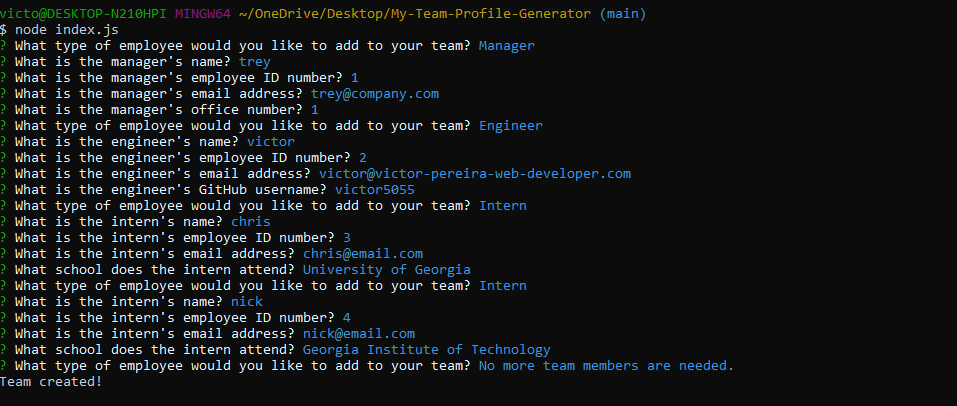 victo@DESKTOP-N210HPI MINGW64 ~/OneDrive/Desktop/My-Team-Profile-Generator (main)
$ node index.js
? What type of employee would you like to add to your team? Manager
? What is the manager's name? trey
? What is the manager's employee ID number? 1
? What is the manager's email address? trey@company.com
? What is the manager's office number? 1
? What type of employee would you like to add to your team? Engineer
? What is the engineer's name? victor
? What is the engineer's employee ID number? 2
? What is the engineer's email address? victor@victor-pereira-web-developer.com
? What is the engineer's GitHub username? victor5055
? What type of employee would you like to add to your team? Intern
? What is the intern's name? chris
? What is the intern's employee ID number? 3
? What is the intern's email address? chris@email.com
? What school does the intern attend? University of Georgia
? What type of employee would you like to add to your team? Intern
? What is the intern's name? nick
? What is the intern's employee ID number? 4
? What is the intern's email address? nick@email.com
? What school does the intern attend? Georgia Institute of Technology
? What type of employee would you like to add to your team? No more team members are needed.
Team created!